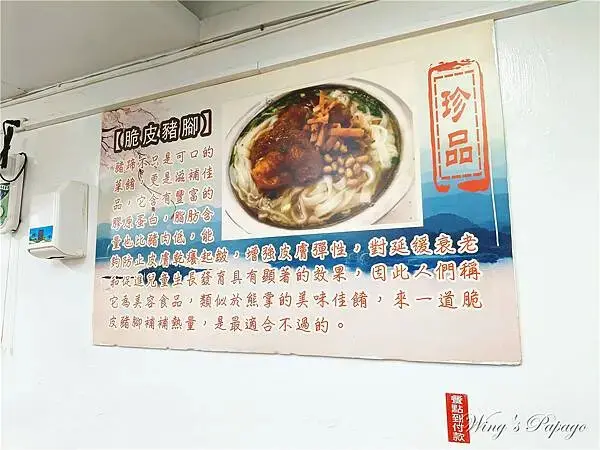 【脆皮豬腳】
珍品
豬蹄不只是可口的
菜餚，更是滋補佳
品，它含有豐富的
膠原蛋白，脂肪含
量也比豬肉低，能
夠防止皮膚乾癟起皺，增強皮膚彈性，對延緩衰老
和促進兒童生長發育具有顯著的效果，因此人們稱
它為美容食品，類似於熊掌的美味佳餚，來一道脆
皮豬腳補補熱量，是最適合不過的。
餐點到付款
Wing's Papago